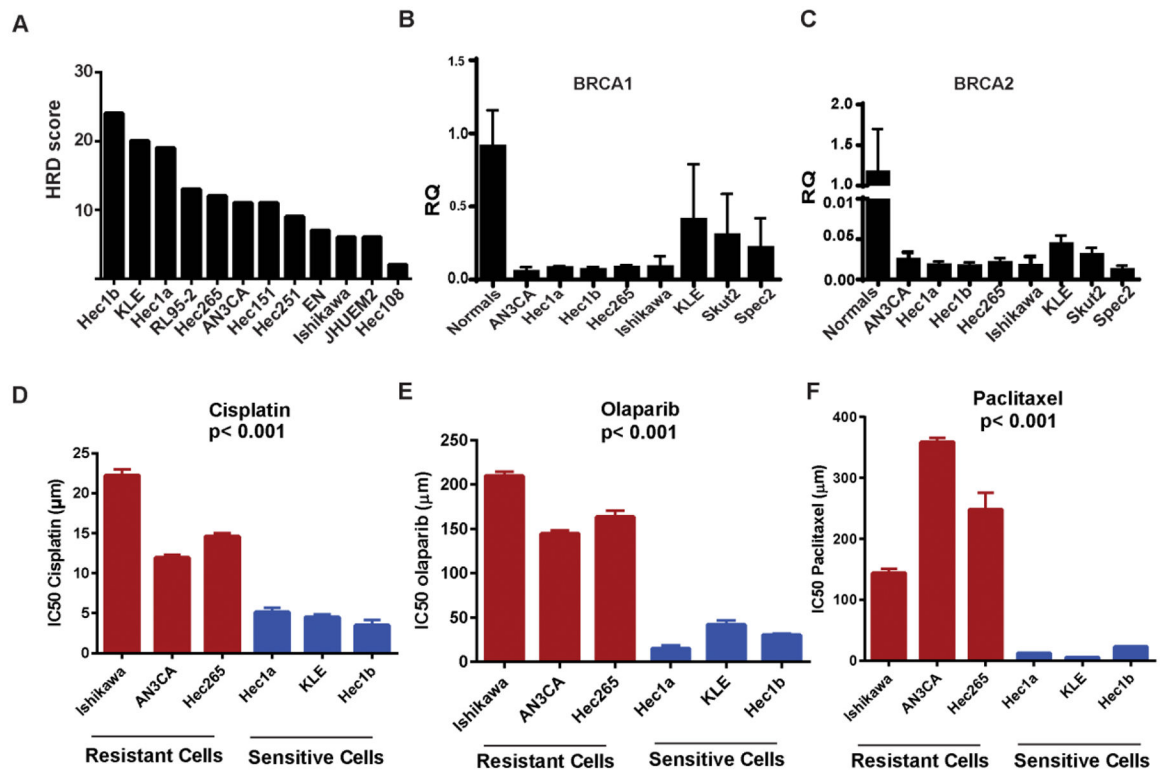 A
HRD score
30
20
10
Hec1b
KLE
Hec1a
RL95-2
Hec265
AN3CA
Hec151
Hec251
EN
Ishikawa
JHUEM2
Hec108
B
BRCA1
RQ
1.5
1.0
0.5
0.0
Normals
AN3CA
Hec1a
Hec1b
Hec265
Ishikawa
KLE
Skut2
Spec2
C
BRCA2
RQ
2.0
1.5
1.0
0.01
0.005
0.000
Normals
AN3CA
Hec1a
Hec1b
Hec265
Ishikawa
KLE
Skut2
Spec2
D
Cisplatin
p< 0.001
IC50 Cisplatin (µm)
25
20
15
10
5
0
Ishikawa
AN3CA
Hec265
Hec1a
KLE
Hec1b
Resistant Cells
Sensitive Cells
E
Olaparib
p< 0.001
IC50 olaparib (µm)
250
200
150
100
50
0
Ishikawa
AN3CA
Hec265
Hec1a
KLE
Hec1b
Resistant Cells
Sensitive Cells
F
Paclitaxel
p< 0.001
IC50 Paclitaxel (µm)
400
300
200
100
0
Ishikawa
AN3CA
Hec265
Hec1a
KLE
Hec1b
Resistant Cells
Sensitive Cells